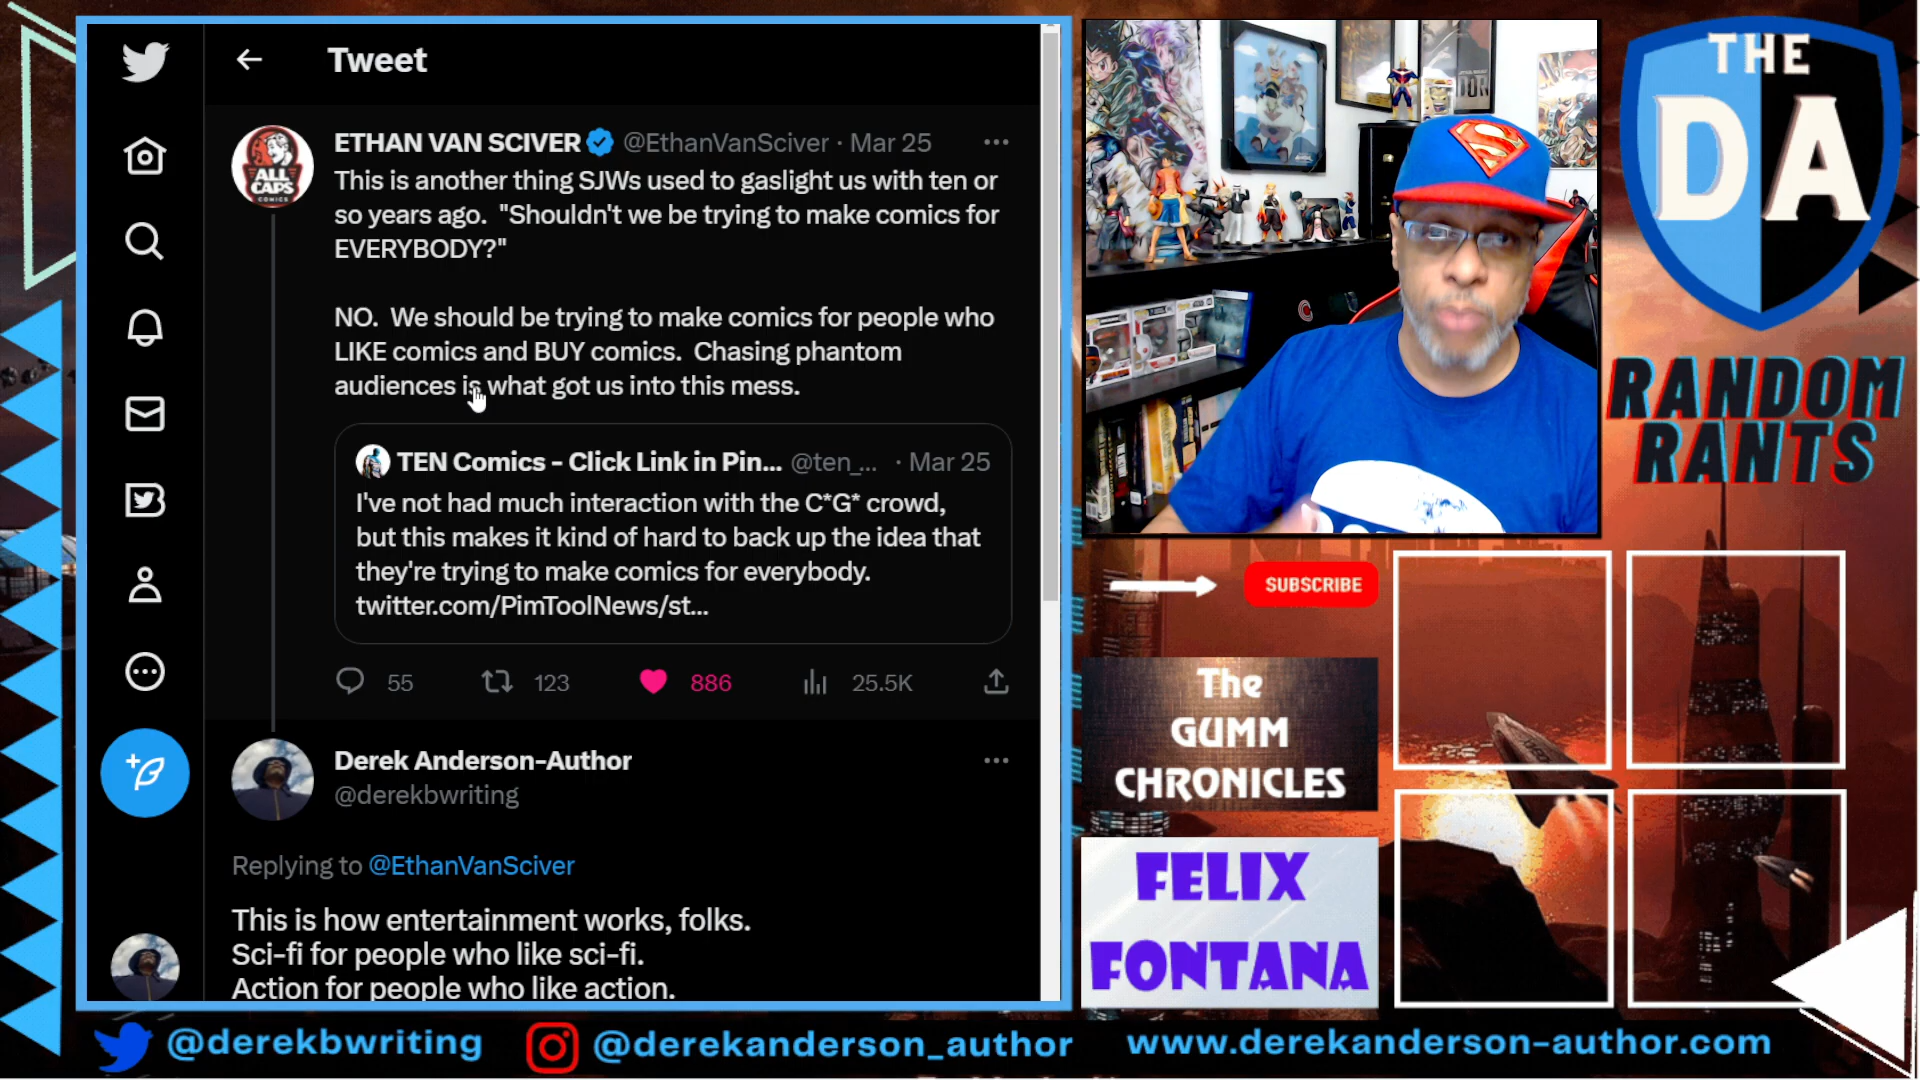 Tweet
ETHAN VAN SCIVER @EthanVanSciver · Mar 25
ALL
CAPS
COMICS
This is another thing SJWs used to gaslight us with ten or
so years ago. "Shouldn't we be trying to make comics for
EVERYBODY?"
NO. We should be trying to make comics for people who
LIKE comics and BUY comics. Chasing phantom
audiences is what got us into this mess.
TEN Comics - Click Link in Pin... @ten_... · Mar 25
I've not had much interaction with the C*G* crowd,
but this makes it kind of hard to back up the idea that
they're trying to make comics for everybody.
twitter.com/PimToolNews/st...
55 123 886 25.5K
Derek Anderson-Author
@derekbwriting
Replying to @EthanVanSciver
This is how entertainment works, folks.
Sci-fi for people who like sci-fi.
Action for people who like action.
THE
DA
RANDOM
RANTS
SUBSCRIBE
The
GUMM
CHRONICLES
FELIX
FONTANA
@derekbwriting @derekanderson_author www.derekanderson-author.com